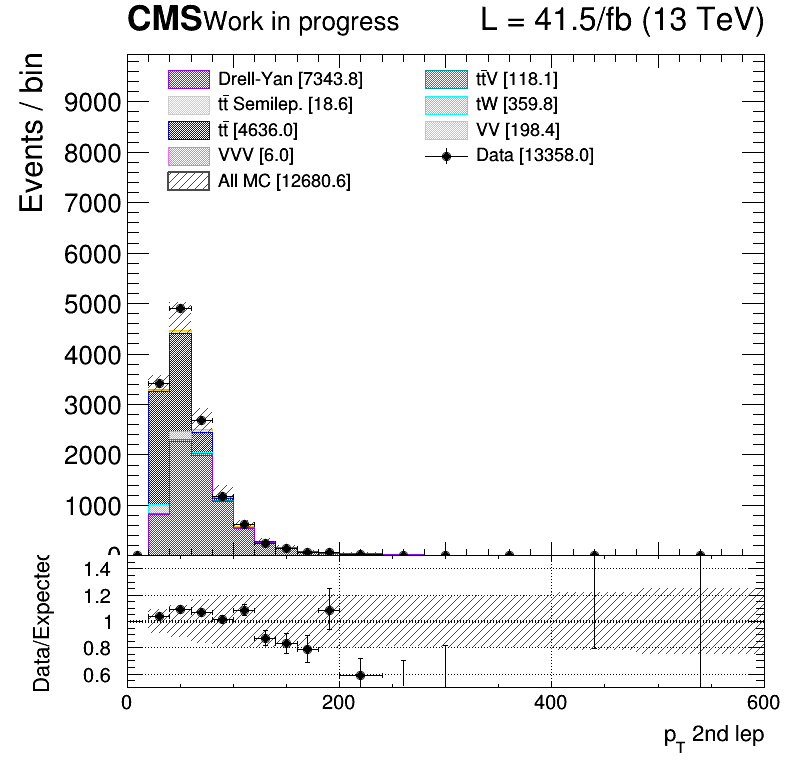 CMS Work in progress L = 41.5/fb (13 TeV)
Events / bin
Drell-Yan [7343.8]
tt̄ Semilep. [18.6]
tt̄ [4636.0]
VVV [6.0]
All MC [12680.6]
tt̄V [118.1]
tW [359.8]
VV [198.4]
Data [13358.0]
9000
8000
7000
6000
5000
4000
3000
2000
1000
0
Data/Expected
1.4
1.2
1
0.8
0.6
0 200 400 600
p_T 2nd lep